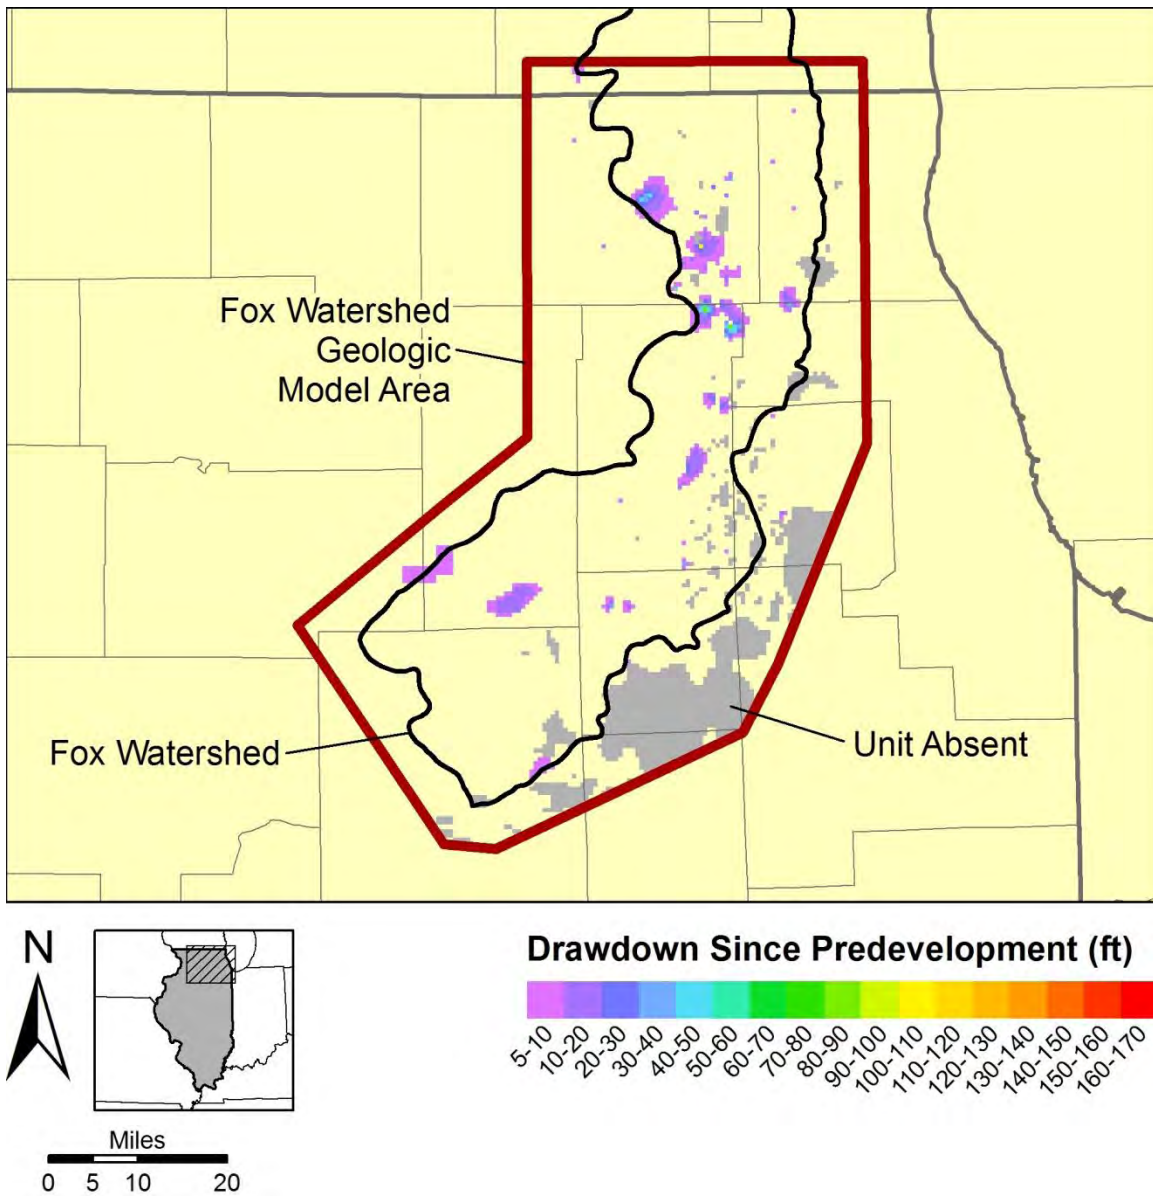 Fox Watershed
Geologic
Model Area
Fox Watershed
Unit Absent
N
Drawdown Since Predevelopment (ft)
5-10
10-20
20-30
30-40
40-50
50-60
60-70
70-80
80-90
90-100
100-110
110-120
120-130
130-140
140-150
150-160
160-170
Miles
0 5 10 20